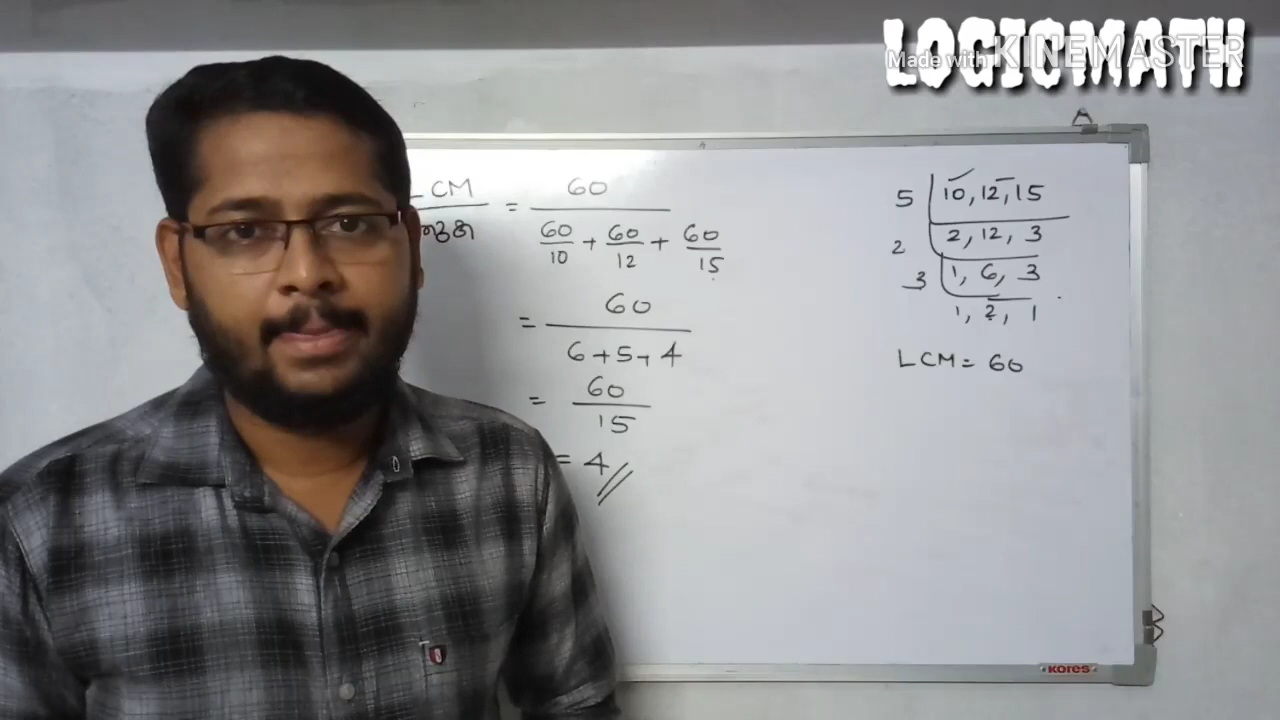 LOGICMATH
Made with KINEMASTER
LCM / തുക = 60 / (60/10 + 60/12 + 60/15)
= 60 / (6+5+4)
= 60 / 15
= 4 //
5 | 10, 12, 15
2 | 2, 12, 3
3 | 1, 6, 3
1, 2, 1
LCM = 60
Kores